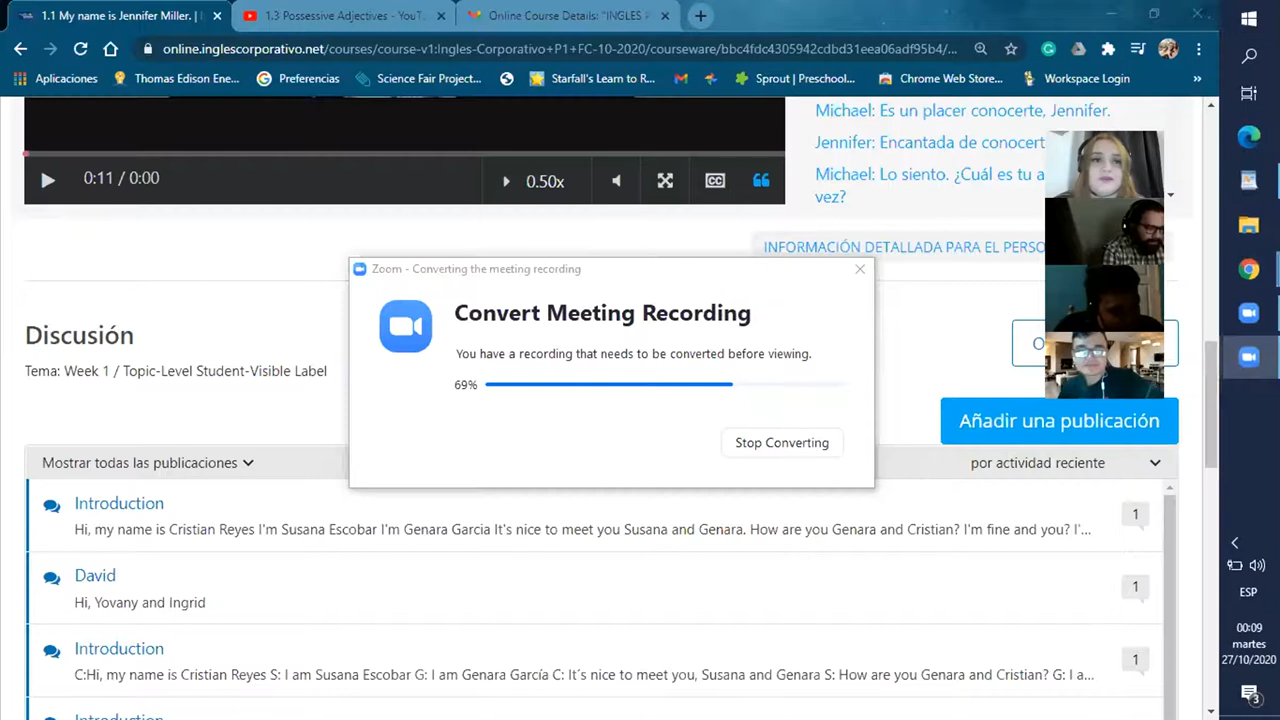 1.1 My name is Jennifer Miller. |
1.3 Possessive Adjectives - YouT
Online Course Details: "INGLES P
online.inglescorporativo.net/courses/course-v1:Ingles-Corporativo+P1+FC-10-2020/courseware/bbc4fdc4305942cdbd31eea06adf95b4/...
Aplicaciones
Thomas Edison Ene...
Preferencias
Science Fair Project...
Starfall's Learn to R...
Sprout | Preschool...
Chrome Web Store...
Workspace Login
»
Michael: Es un placer conocerte, Jennifer.
Jennifer: Encantada de conocert
Michael: Lo siento. ¿Cuál es tu a
vez?
0:11 / 0:00
0.50x
CC
INFORMACIÓN DETALLADA PARA EL PERSO
Zoom - Converting the meeting recording
Convert Meeting Recording
You have a recording that needs to be converted before viewing.
69%
Stop Converting
Discusión
Tema: Week 1 / Topic-Level Student-Visible Label
Añadir una publicación
Mostrar todas las publicaciones
por actividad reciente
Introduction
Hi, my name is Cristian Reyes I'm Susana Escobar I'm Genara Garcia It's nice to meet you Susana and Genara. How are you Genara and Cristian? I'm fine and you? I'...
1
David
Hi, Yovany and Ingrid
1
Introduction
C:Hi, my name is Cristian Reyes S: I am Susana Escobar G: I am Genara García C: It´s nice to meet you, Susana and Genara S: How are you Genara and Cristian? G: I a...
1
Introduction
ESP
00:09
martes
27/10/2020
3